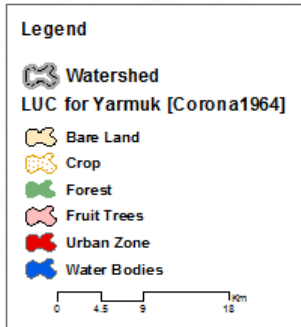 Legend
Watershed
LUC for Yarmuk [Corona1964]
Bare Land
Crop
Forest
Fruit Trees
Urban Zone
Water Bodies
Km
0 4.5 9 18